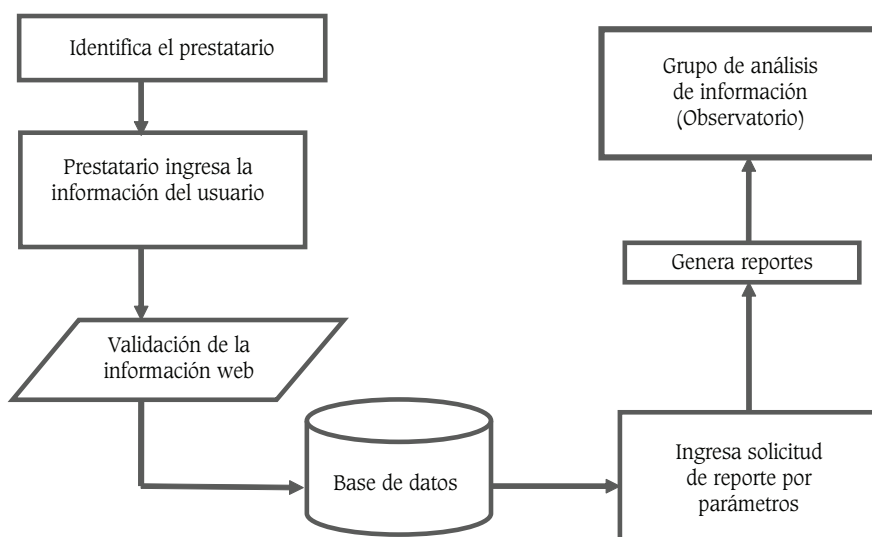 Identifica el prestatario
Prestatario ingresa la
información del usuario
Validación de la
información web
Base de datos
Ingresa solicitud
de reporte por
parámetros
Genera reportes
Grupo de análisis
de información
(Observatorio)